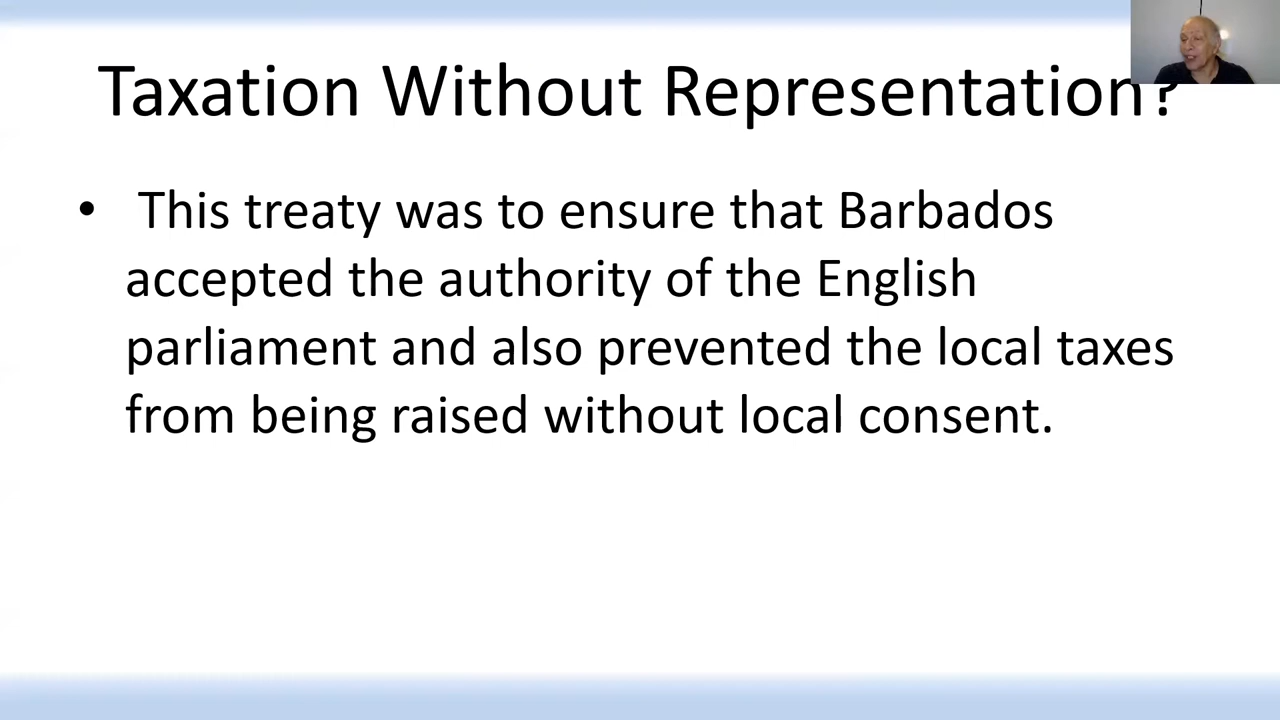 Taxation Without Representation?
• This treaty was to ensure that Barbados
accepted the authority of the English
parliament and also prevented the local taxes
from being raised without local consent.